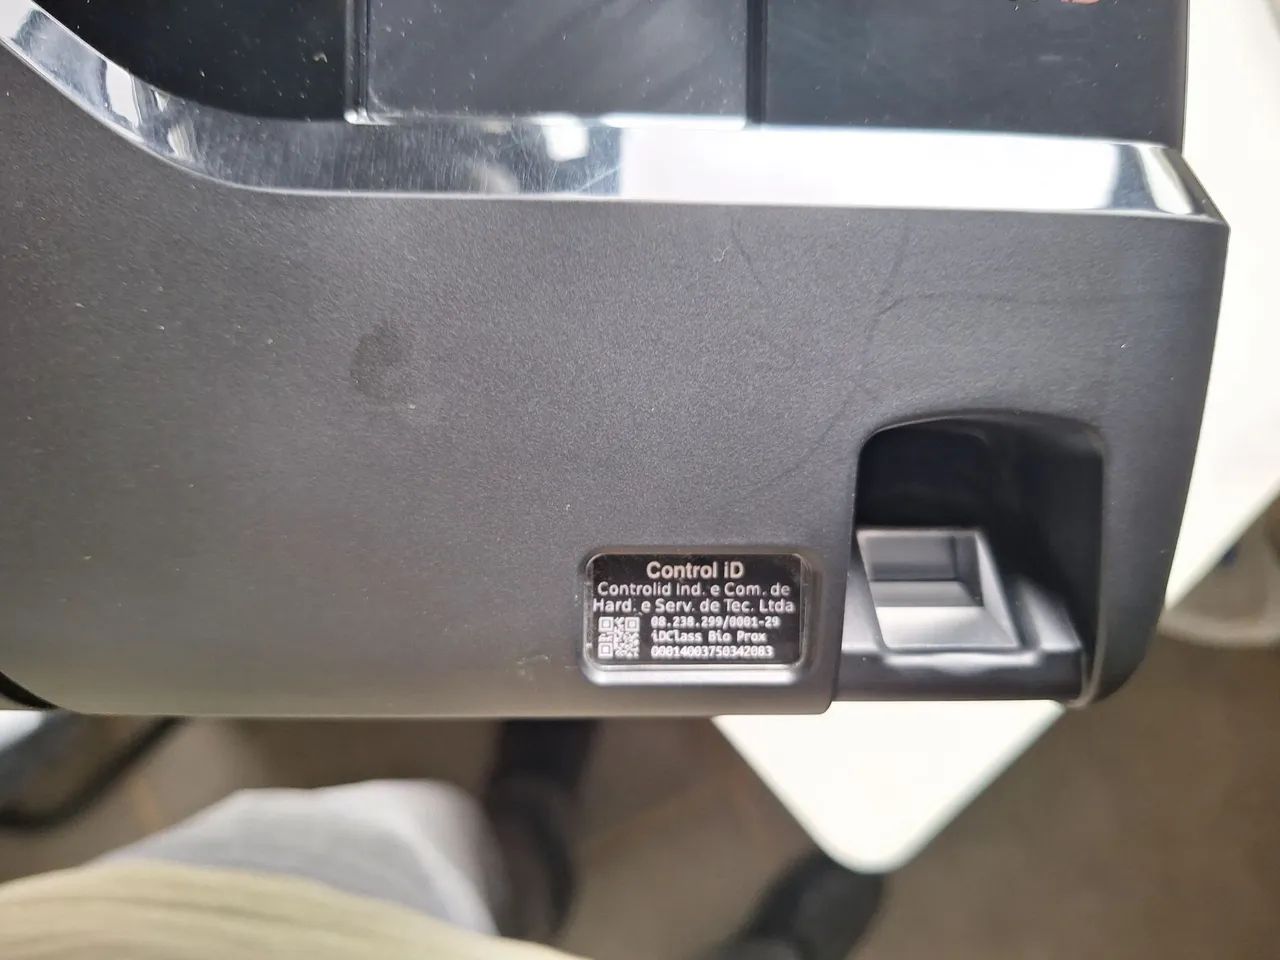 Control iD
Controlid Ind. e Com. de
Hard. e Serv. de Tec. Ltda
08.238.299/0001-29
iDClass Bio Prox
00014003750342083